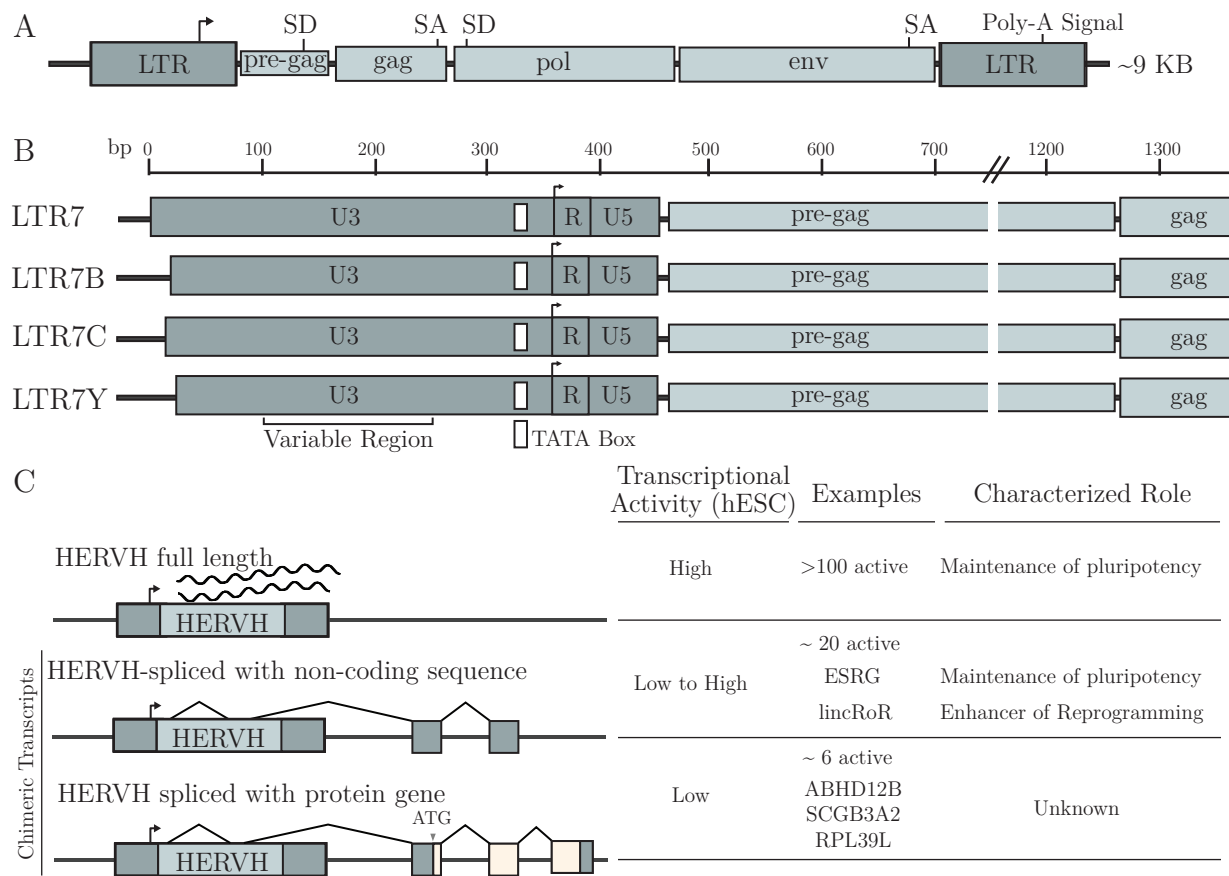 A
SD SA SD SA Poly-A Signal
LTR pre-gag gag pol env LTR ~9 KB
B bp 0 100 200 300 400 500 600 700 1200 1300
LTR7 U3 R U5 pre-gag gag
LTR7B U3 R U5 pre-gag gag
LTR7C U3 R U5 pre-gag gag
LTR7Y U3 R U5 pre-gag gag
Variable Region TATA Box
C
Transcriptional
Activity (hESC) Examples Characterized Role
HERVH full length
High >100 active Maintenance of pluripotency
HERVH
Chimeric Transcripts
HERVH-spliced with non-coding sequence
~ 20 active
Low to High ESRG Maintenance of pluripotency
lincRoR Enhancer of Reprogramming
HERVH
HERVH spliced with protein gene
~ 6 active
Low ABHD12B Unknown
SCGB3A2
RPL39L
ATG
HERVH